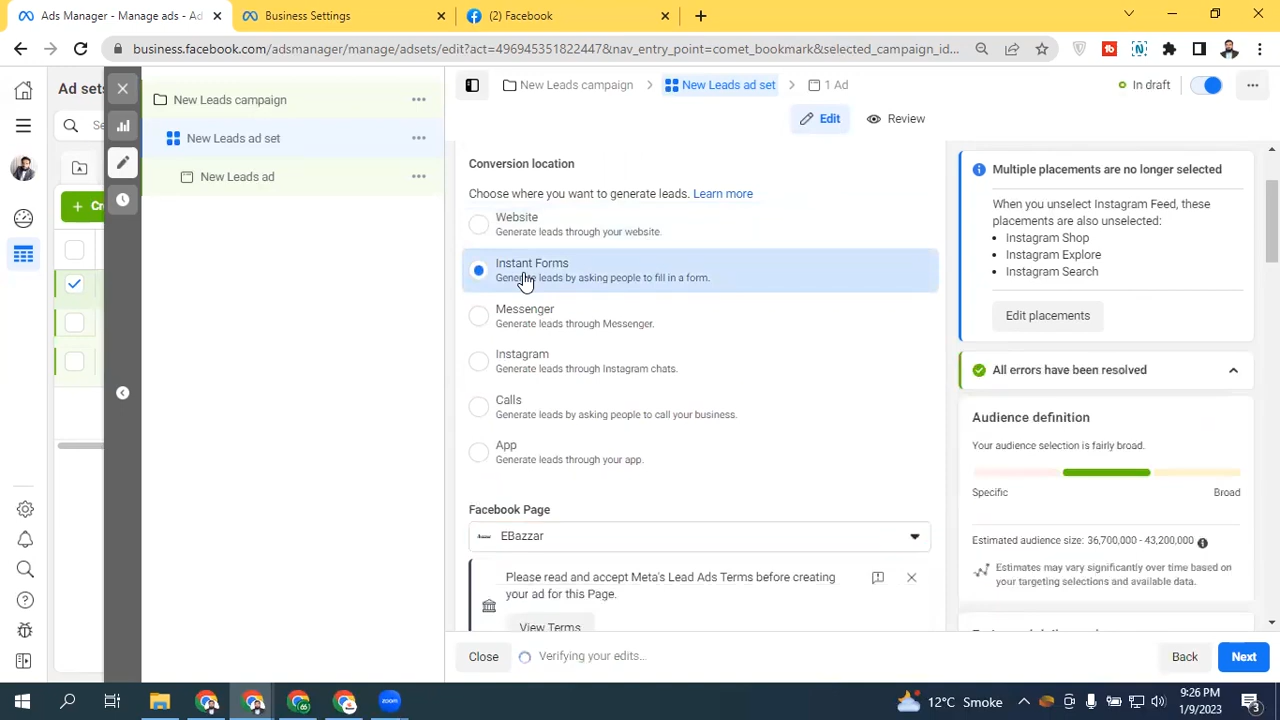 Ads Manager - Manage ads - Ad
Business Settings
(2) Facebook
business.facebook.com/adsmanager/manage/adsets/edit?act=496945351822447&nav_entry_point=comet_bookmark&selected_campaign_id...
Ad sets
New Leads campaign
New Leads ad set
New Leads ad
New Leads campaign
New Leads ad set
1 Ad
In draft
Edit
Review
Conversion location
Choose where you want to generate leads. Learn more
Website
Generate leads through your website.
Instant Forms
Generate leads by asking people to fill in a form.
Messenger
Generate leads through Messenger.
Instagram
Generate leads through Instagram chats.
Calls
Generate leads by asking people to call your business.
App
Generate leads through your app.
Facebook Page
EBazzar
Please read and accept Meta's Lead Ads Terms before creating
your ad for this Page.
View Terms
Multiple placements are no longer selected
When you unselect Instagram Feed, these
placements are also unselected:
• Instagram Shop
• Instagram Explore
• Instagram Search
Edit placements
All errors have been resolved
Audience definition
Your audience selection is fairly broad.
Specific
Broad
Estimated audience size: 36,700,000 - 43,200,000
Estimates may vary significantly over time based on
your targeting selections and available data.
Close
Verifying your edits...
Back
Next
zoom
12°C Smoke
9:26 PM
1/9/2023
3